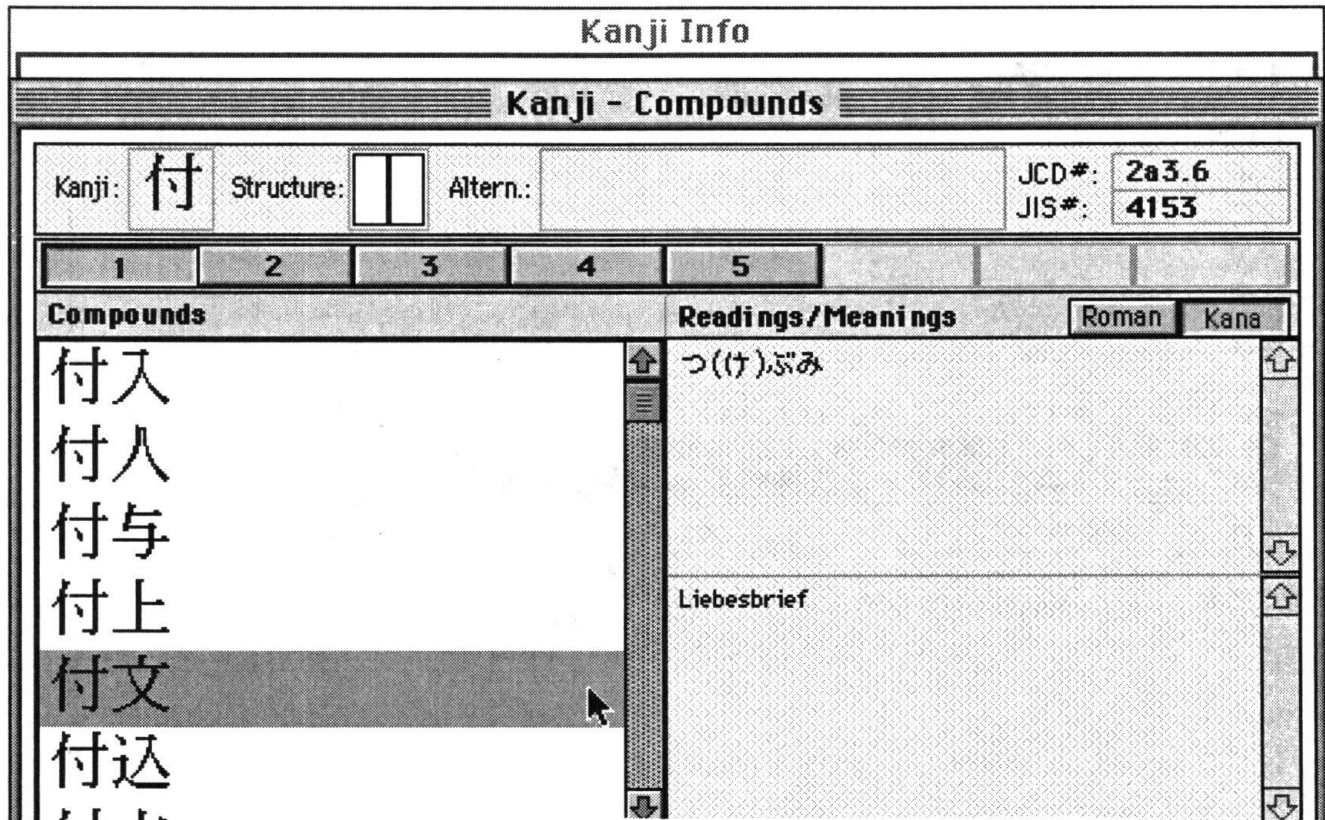 Kanji Info
Kanji - Compounds
Kanji: 付 Structure: Altern.: JCD#: 2a3.6
JIS#: 4153
1 2 3 4 5
Compounds Readings/Meanings Roman Kana
付入
付人
付与
付上
付文
付込
つ(け)ぶみ
Liebesbrief